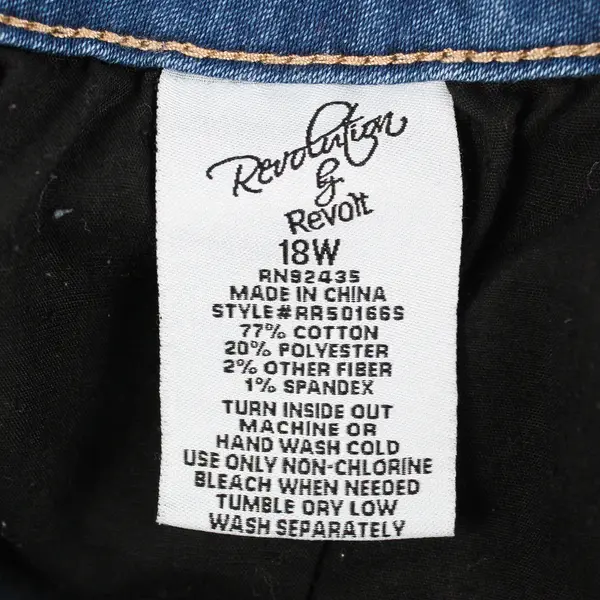 Revolution
by
Revolt
18W
RN92435
MADE IN CHINA
STYLE#RR50166S
77% COTTON
20% POLYESTER
2% OTHER FIBER
1% SPANDEX
TURN INSIDE OUT
MACHINE OR
HAND WASH COLD
USE ONLY NON-CHLORINE
BLEACH WHEN NEEDED
TUMBLE DRY LOW
WASH SEPARATELY